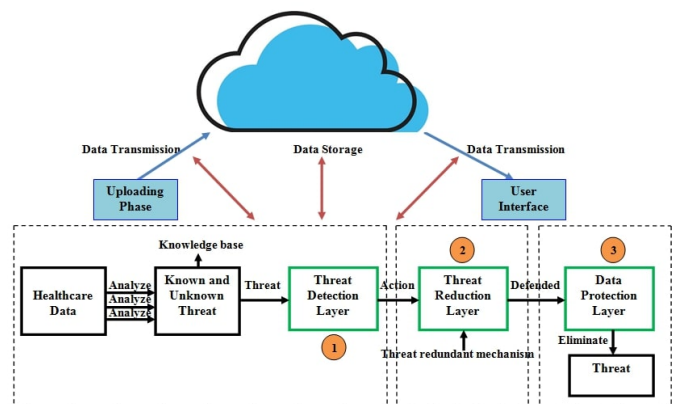 Data Transmission
Data Storage
Data Transmission
Uploading
Phase
User
Interface
Knowledge base
2
3
Healthcare
Data
Analyze
Analyze
Analyze
Known and
Unknown
Threat
Threat
Threat
Detection
Layer
1
Action
Threat
Reduction
Layer
Threat redundant mechanism
Defended
Data
Protection
Layer
Eliminate
Threat